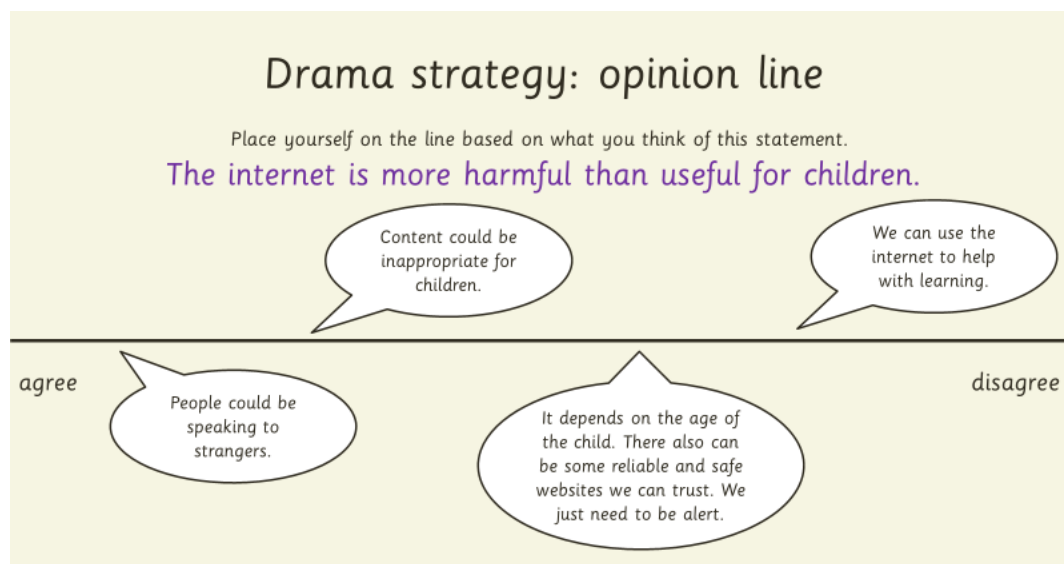 Drama strategy: opinion line
Place yourself on the line based on what you think of this statement.
The internet is more harmful than useful for children.
Content could be
inappropriate for
children.
We can use the
internet to help
with learning.
agree
disagree
People could be
speaking to
strangers.
It depends on the age of
the child. There also can
be some reliable and safe
websites we can trust. We
just need to be alert.